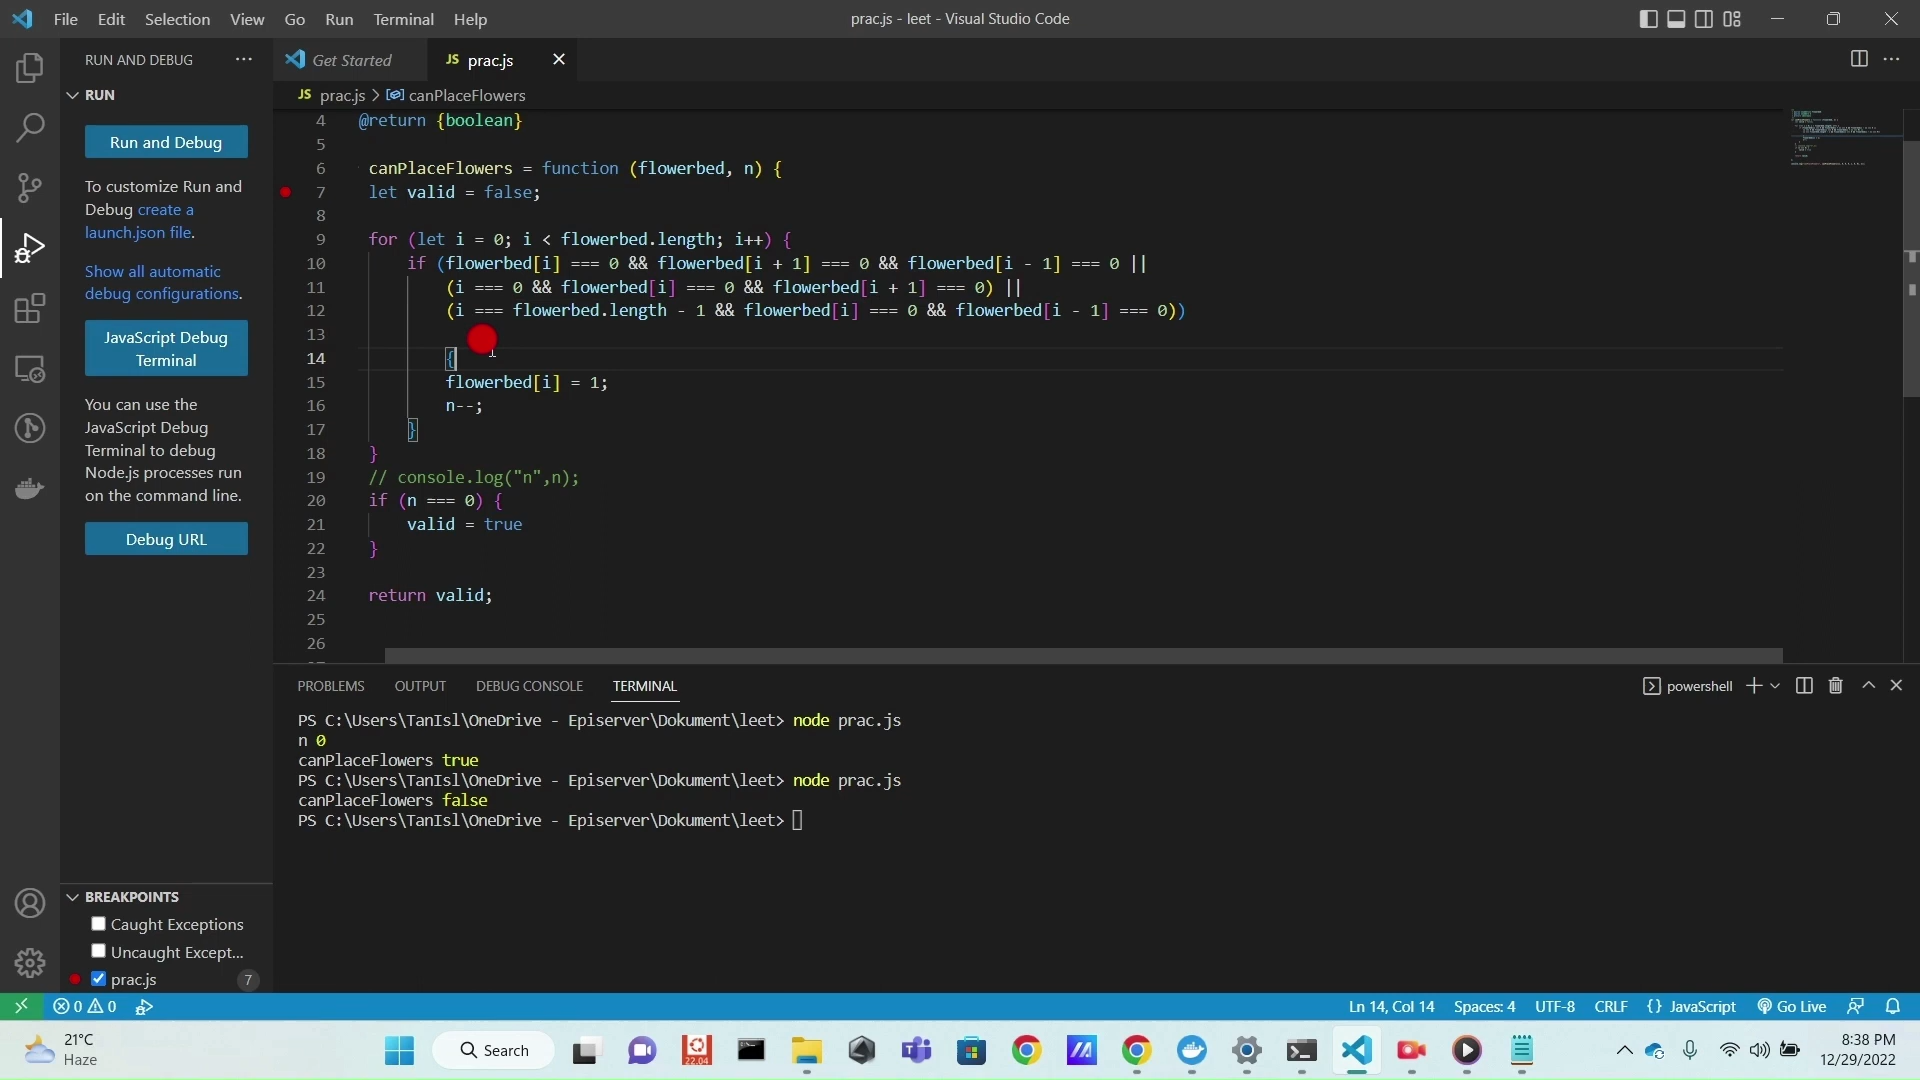 File Edit Selection View Go Run Terminal Help
prac.js - leet - Visual Studio Code
RUN AND DEBUG ···
Get Started
JS prac.js
RUN
JS prac.js > canPlaceFlowers
Run and Debug
To customize Run and
Debug create a
launch.json file.
Show all automatic
debug configurations.
JavaScript Debug
Terminal
You can use the
JavaScript Debug
Terminal to debug
Node.js processes run
on the command line.
Debug URL
4 @return {boolean}
5
6 canPlaceFlowers = function (flowerbed, n) {
7 let valid = false;
8
9 for (let i = 0; i < flowerbed.length; i++) {
10 if (flowerbed[i] === 0 && flowerbed[i + 1] === 0 && flowerbed[i - 1] === 0 ||
11 (i === 0 && flowerbed[i] === 0 && flowerbed[i + 1] === 0) ||
12 (i === flowerbed.length - 1 && flowerbed[i] === 0 && flowerbed[i - 1] === 0))
13
14 {
15 flowerbed[i] = 1;
16 n--;
17 }
18 }
19 // console.log("n",n);
20 if (n === 0) {
21 valid = true
22 }
23
24 return valid;
25
26
PROBLEMS OUTPUT DEBUG CONSOLE TERMINAL
powershell
PS C:\Users\TanIsl\OneDrive - Episerver\Dokument\leet> node prac.js
n 0
canPlaceFlowers true
PS C:\Users\TanIsl\OneDrive - Episerver\Dokument\leet> node prac.js
canPlaceFlowers false
PS C:\Users\TanIsl\OneDrive - Episerver\Dokument\leet>
BREAKPOINTS
Caught Exceptions
Uncaught Except...
prac.js 7
0 0
Ln 14, Col 14 Spaces: 4 UTF-8 CRLF {} JavaScript Go Live
21°C
Haze
Search
22.04
8:38 PM
12/29/2022